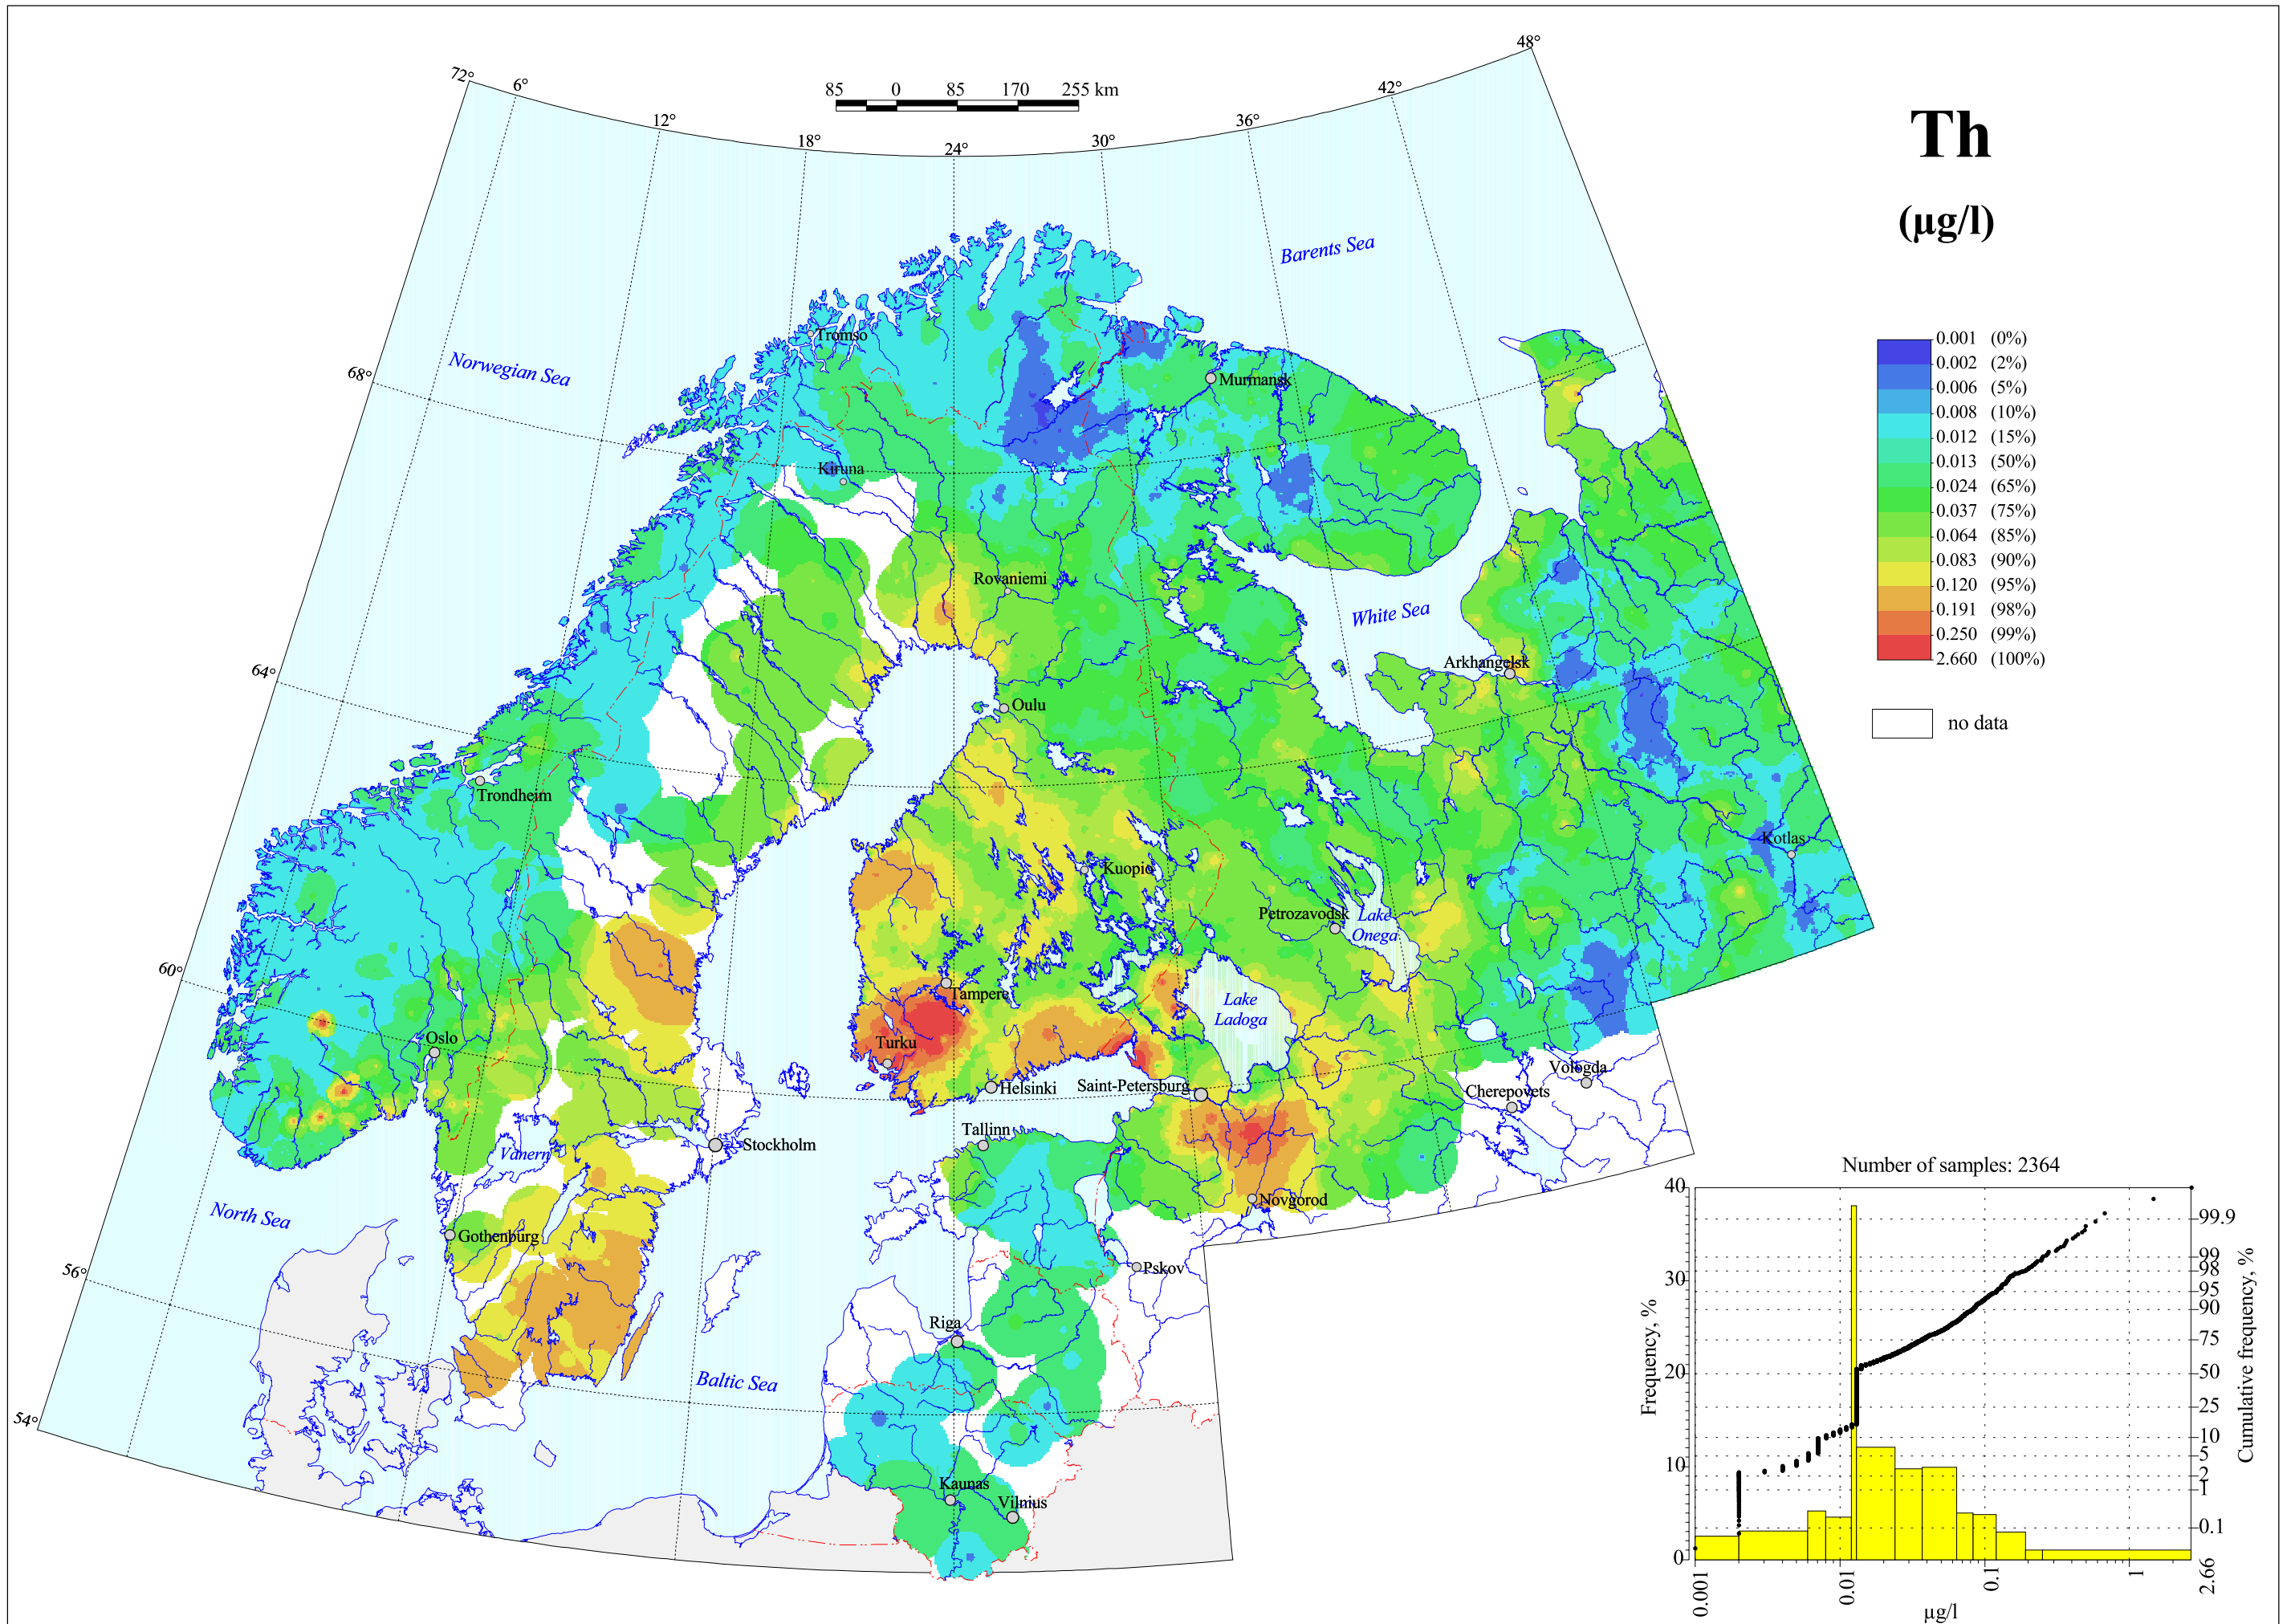 48°
72°
6°
42°
85 0 85 170 255 km
12°
36°
18°
30°
24°
Th
(µg/l)
Barents Sea
Tromso
Norwegian Sea
68°
Murmansk
Kiruna
Rovaniemi
White Sea
64°
Arkhangelsk
Oulu
Trondheim
Kotlas
Kuopio
Petrozavodsk
Lake
Onega
60°
Tampere
Lake
Ladoga
Oslo
Turku
Vologda
Helsinki
Saint-Petersburg
Cherepovets
Tallinn
Stockholm
Vanern
Novgorod
North Sea
Gothenburg
Pskov
56°
Riga
Baltic Sea
54°
Kaunas
Vilnius
0.001 (0%)
0.002 (2%)
0.006 (5%)
0.008 (10%)
0.012 (15%)
0.013 (50%)
0.024 (65%)
0.037 (75%)
0.064 (85%)
0.083 (90%)
0.120 (95%)
0.191 (98%)
0.250 (99%)
2.660 (100%)
no data
Number of samples: 2364
40
30
20
10
0
Frequency, %
99.9
99
98
95
90
75
50
25
10
5
2
1
0.1
Cumulative frequency, %
0.001
0.01
0.1
1
2.66
µg/l